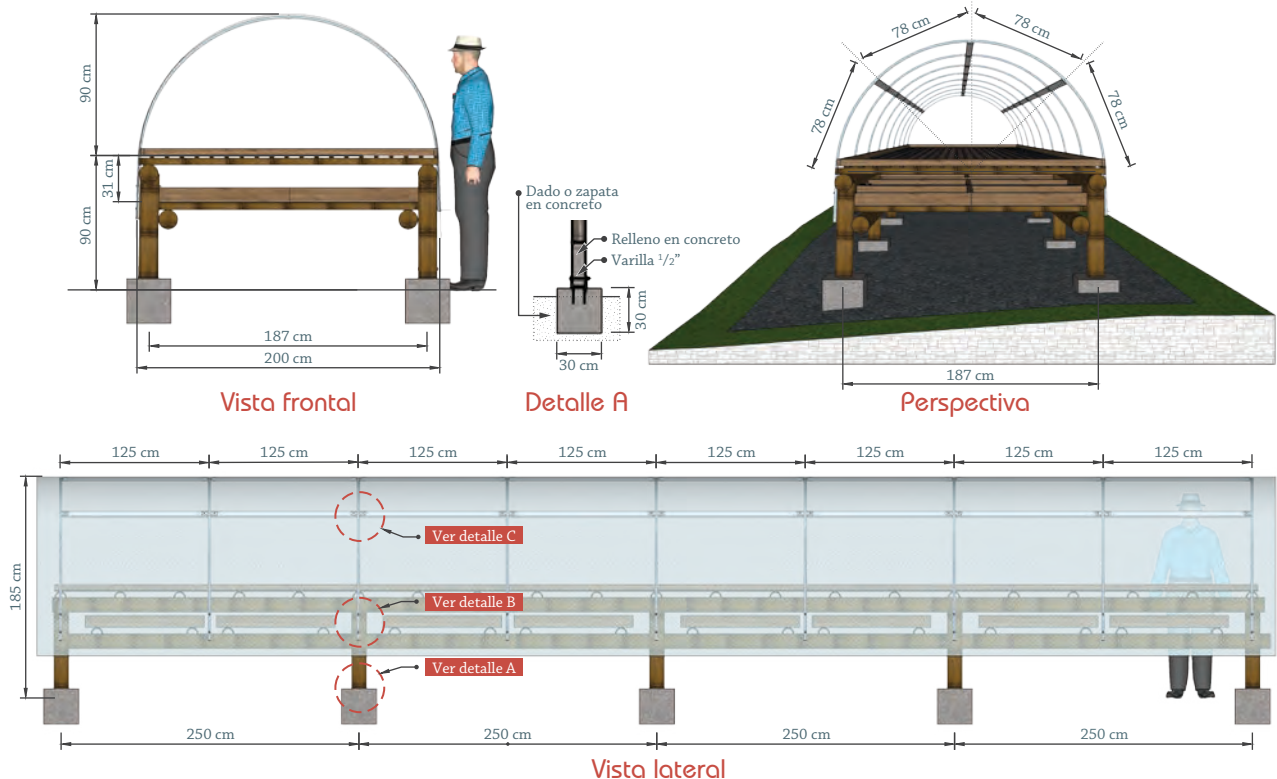 90 cm
90 cm
31 cm
187 cm
200 cm
Vista frontal
Dado o zapata
en concreto
Relleno en concreto
Varilla 1/2”
30 cm
30 cm
Detalle A
78 cm
78 cm
78 cm
78 cm
187 cm
Perspectiva
125 cm
125 cm
125 cm
125 cm
125 cm
125 cm
125 cm
125 cm
185 cm
Ver detalle C
Ver detalle B
Ver detalle A
250 cm
250 cm
250 cm
250 cm
Vista lateral